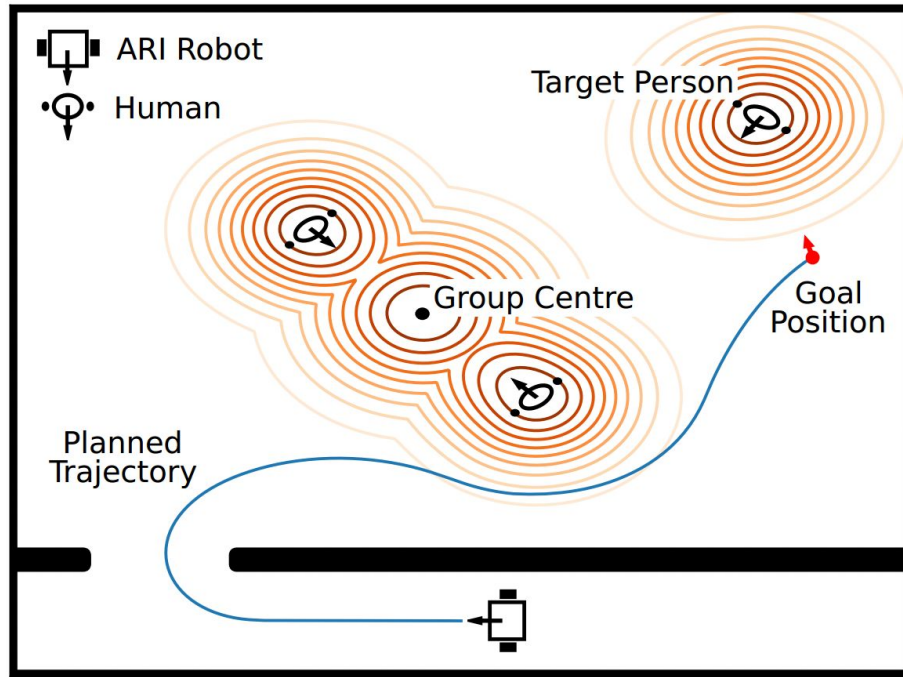 ARI Robot
Human
Target Person
Group Centre
Goal
Position
Planned
Trajectory